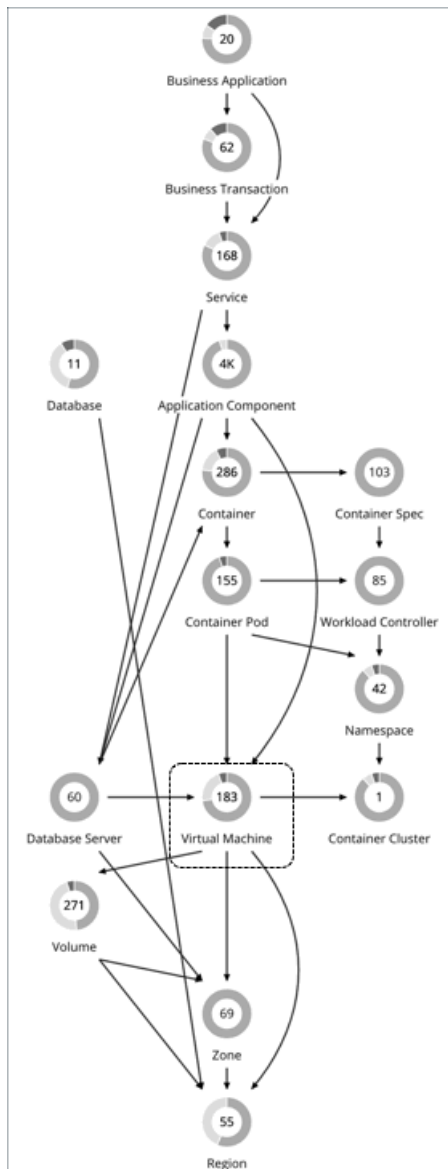 20
Business Application
62
Business Transaction
168
Service
11
Database
4K
Application Component
286
Container
103
Container Spec
155
Container Pod
85
Workload Controller
42
Namespace
60
Database Server
183
Virtual Machine
1
Container Cluster
271
Volume
69
Zone
55
Region